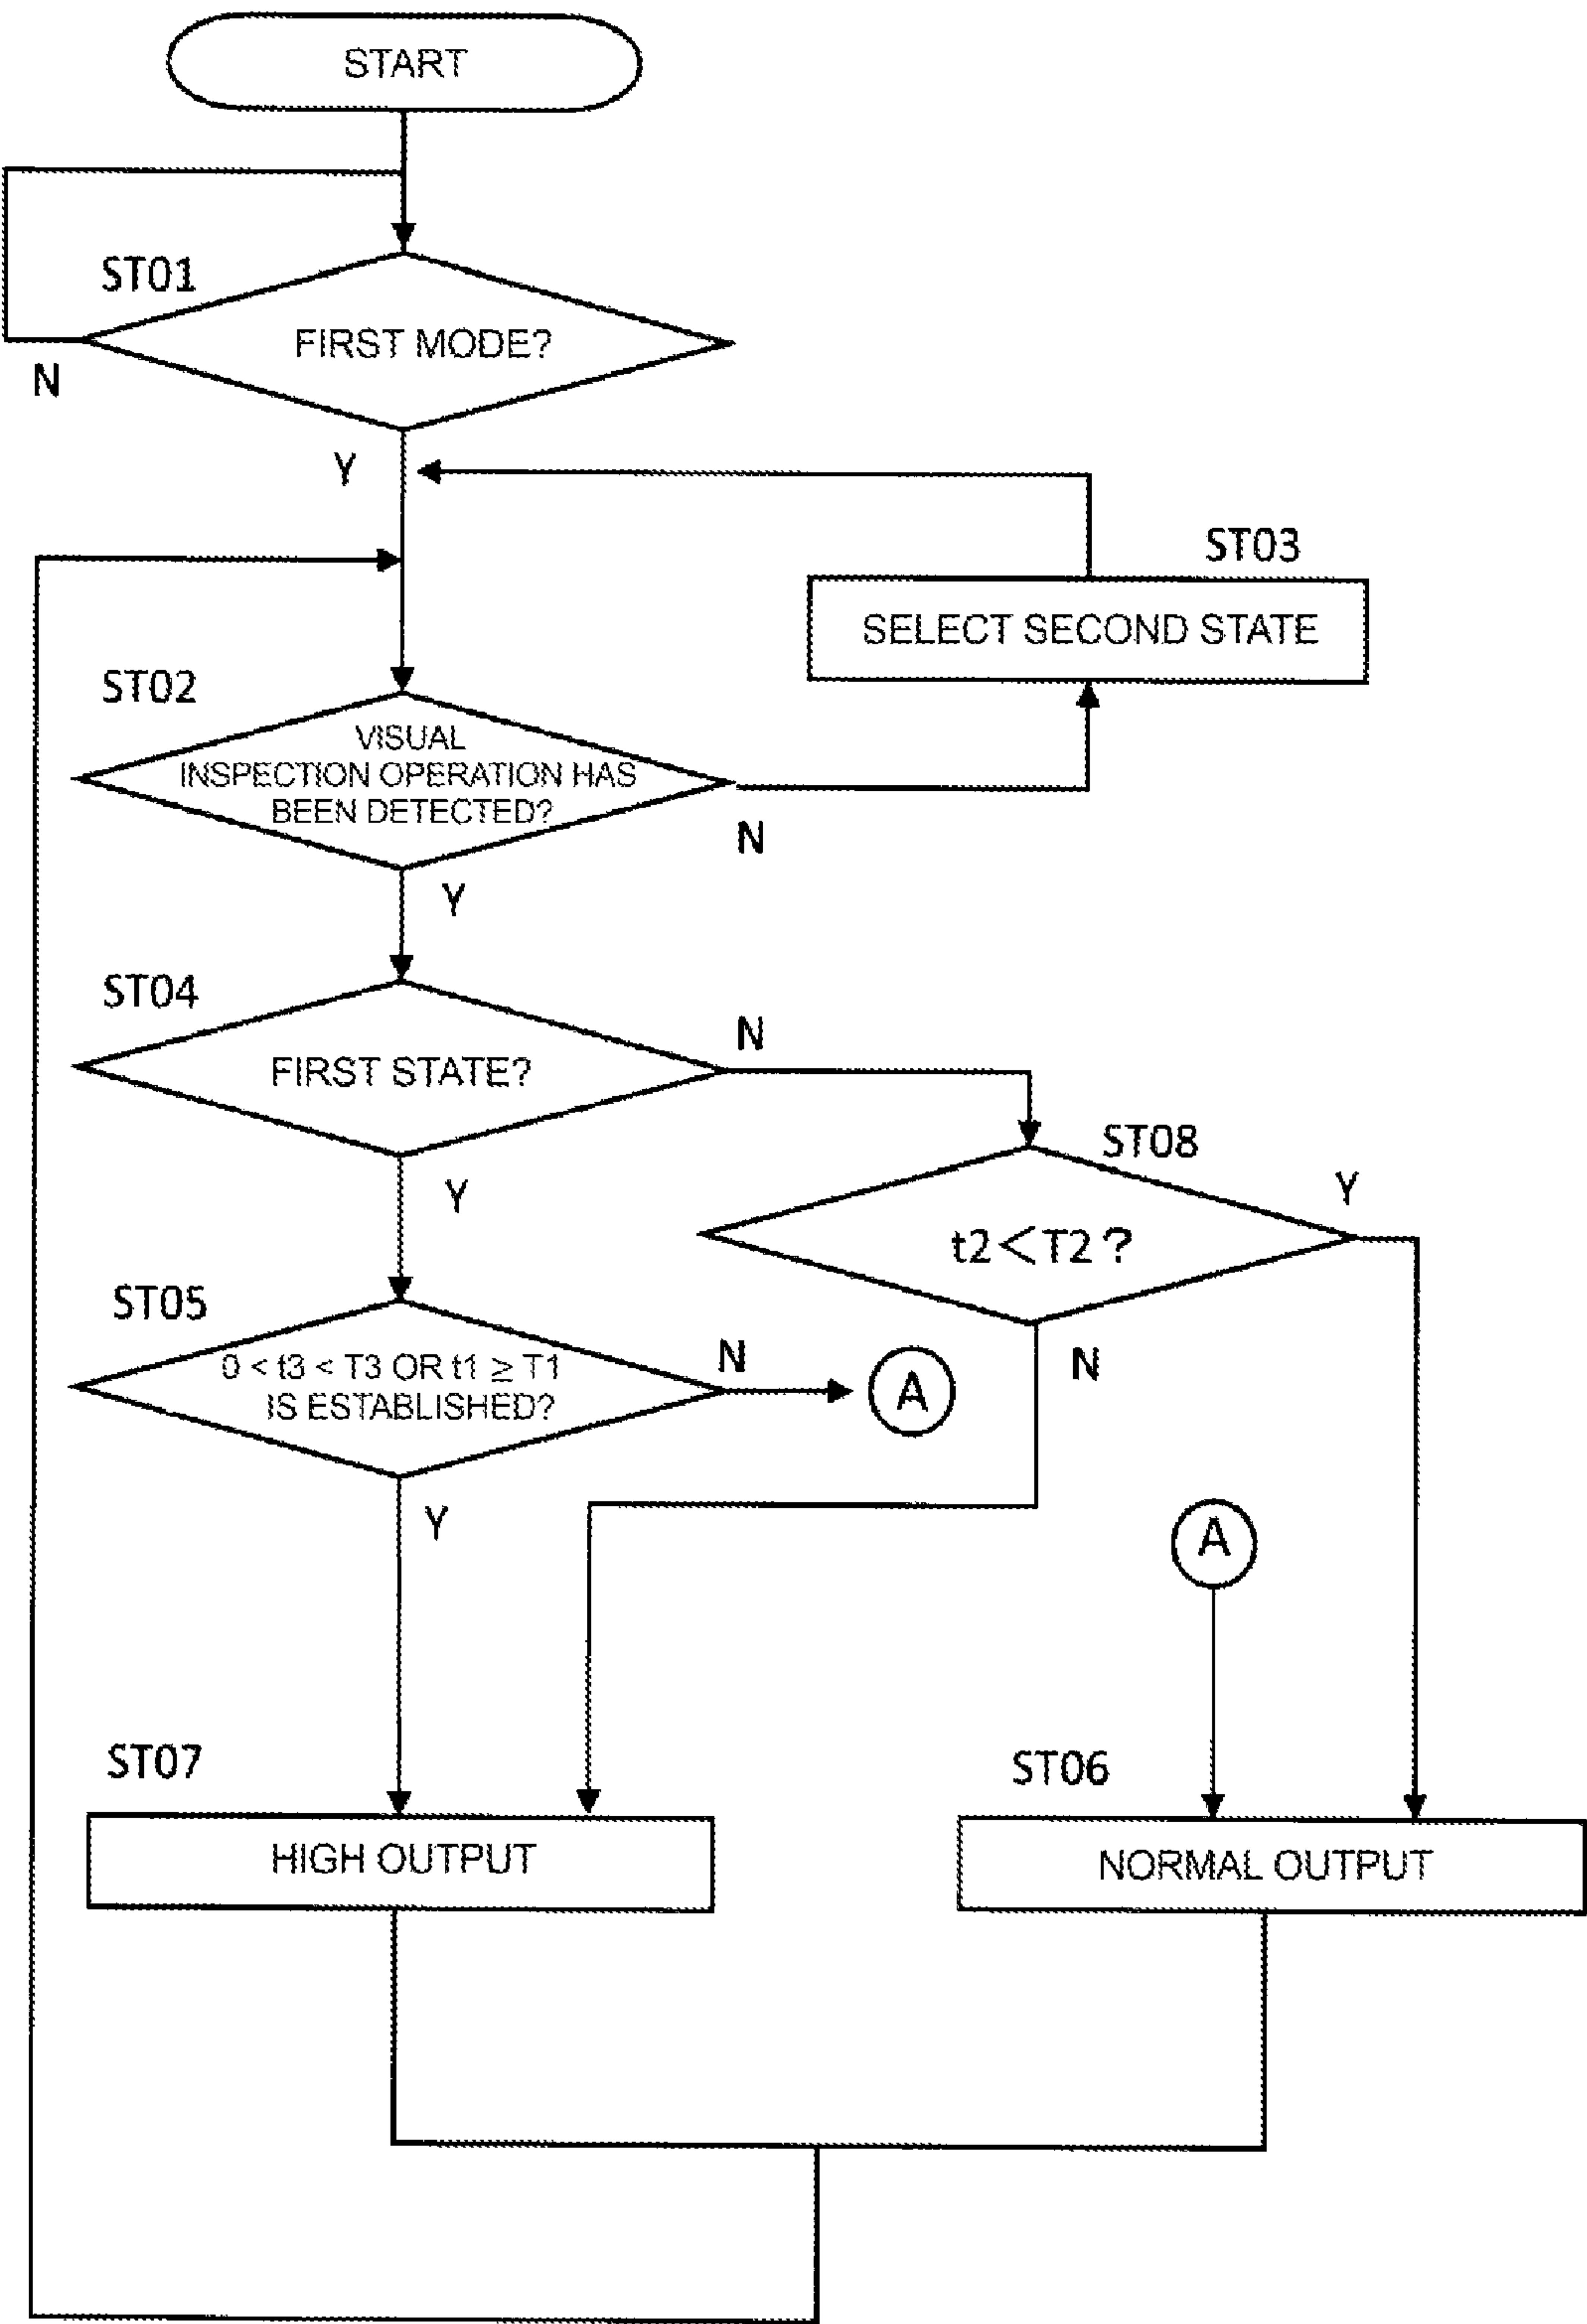 START
ST01
FIRST MODE?
N
Y
ST03
SELECT SECOND STATE
ST02
VISUAL
INSPECTION OPERATION HAS
BEEN DETECTED?
N
Y
ST04
FIRST STATE?
N
Y
ST08
t2<T2?
Y
N
ST05
0 < t3 < T3 OR t1 ≥ T1
IS ESTABLISHED?
N
A
Y
A
ST07
HIGH OUTPUT
ST06
NORMAL OUTPUT